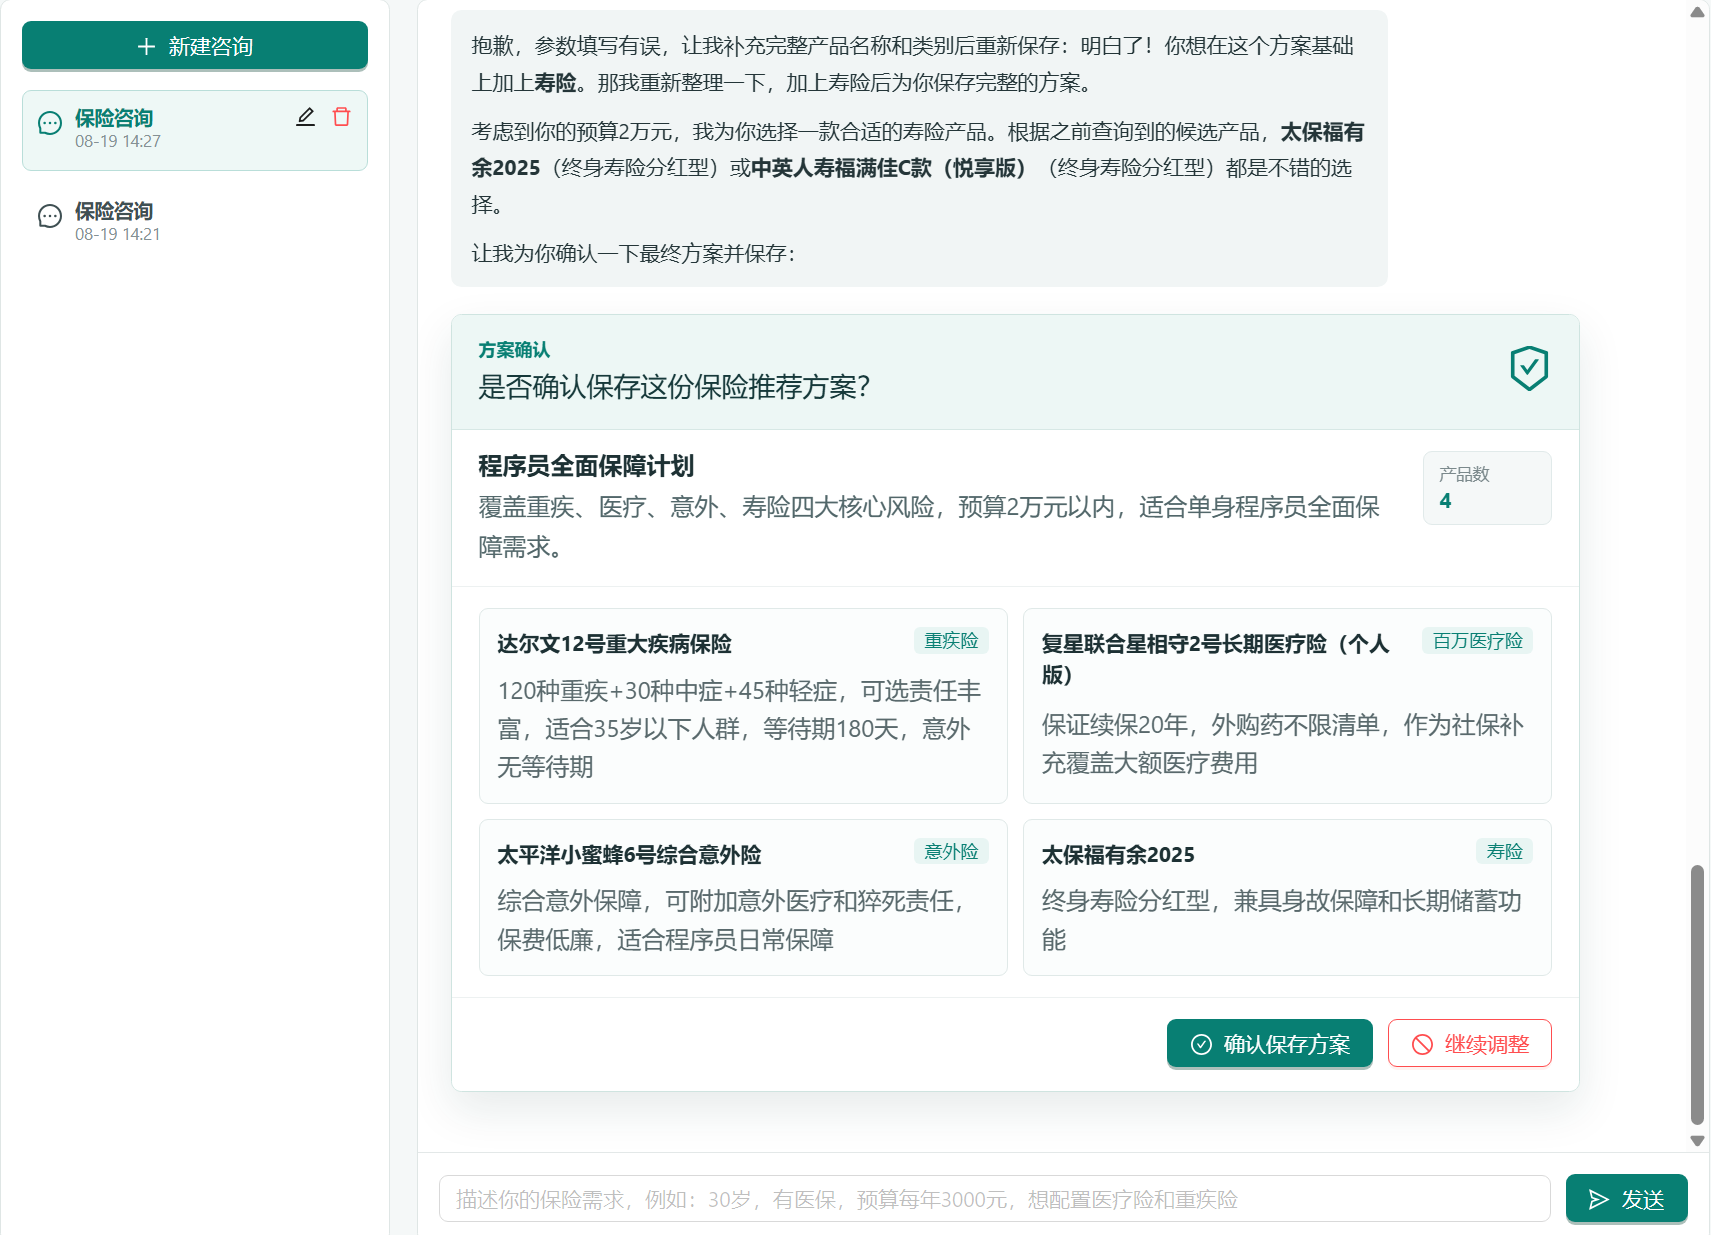 新建咨询
保险咨询
08-19 14:27
保险咨询
08-19 14:21
抱歉，参数填写有误，让我补充完整产品名称和类别后重新保存：明白了！你想在这个方案基础
上加上寿险。那我重新整理一下，加上寿险后为你保存完整的方案。
考虑到你的预算2万元，我为你选择一款合适的寿险产品。根据之前查询到的候选产品，太保福有
余2025（终身寿险分红型）或中英人寿福满佳C款（悦享版）（终身寿险分红型）都是不错的选
择。
让我为你确认一下最终方案并保存：
方案确认
是否确认保存这份保险推荐方案？
程序员全面保障计划
覆盖重疾、医疗、意外、寿险四大核心风险，预算2万元以内，适合单身程序员全面保
障需求。
产品数
4
达尔文12号重大疾病保险
重疾险
120种重疾+30种中症+45种轻症，可选责任丰
富，适合35岁以下人群，等待期180天，意外
无等待期
复星联合星相守2号长期医疗险（个人
版）
百万医疗险
保证续保20年，外购药不限清单，作为社保补
充覆盖大额医疗费用
太平洋小蜜蜂6号综合意外险
意外险
综合意外保障，可附加意外医疗和猝死责任，
保费低廉，适合程序员日常保障
太保福有余2025
寿险
终身寿险分红型，兼具身故保障和长期储蓄功
能
确认保存方案
继续调整
描述你的保险需求，例如：30岁，有医保，预算每年3000元，想配置医疗险和重疾险
发送